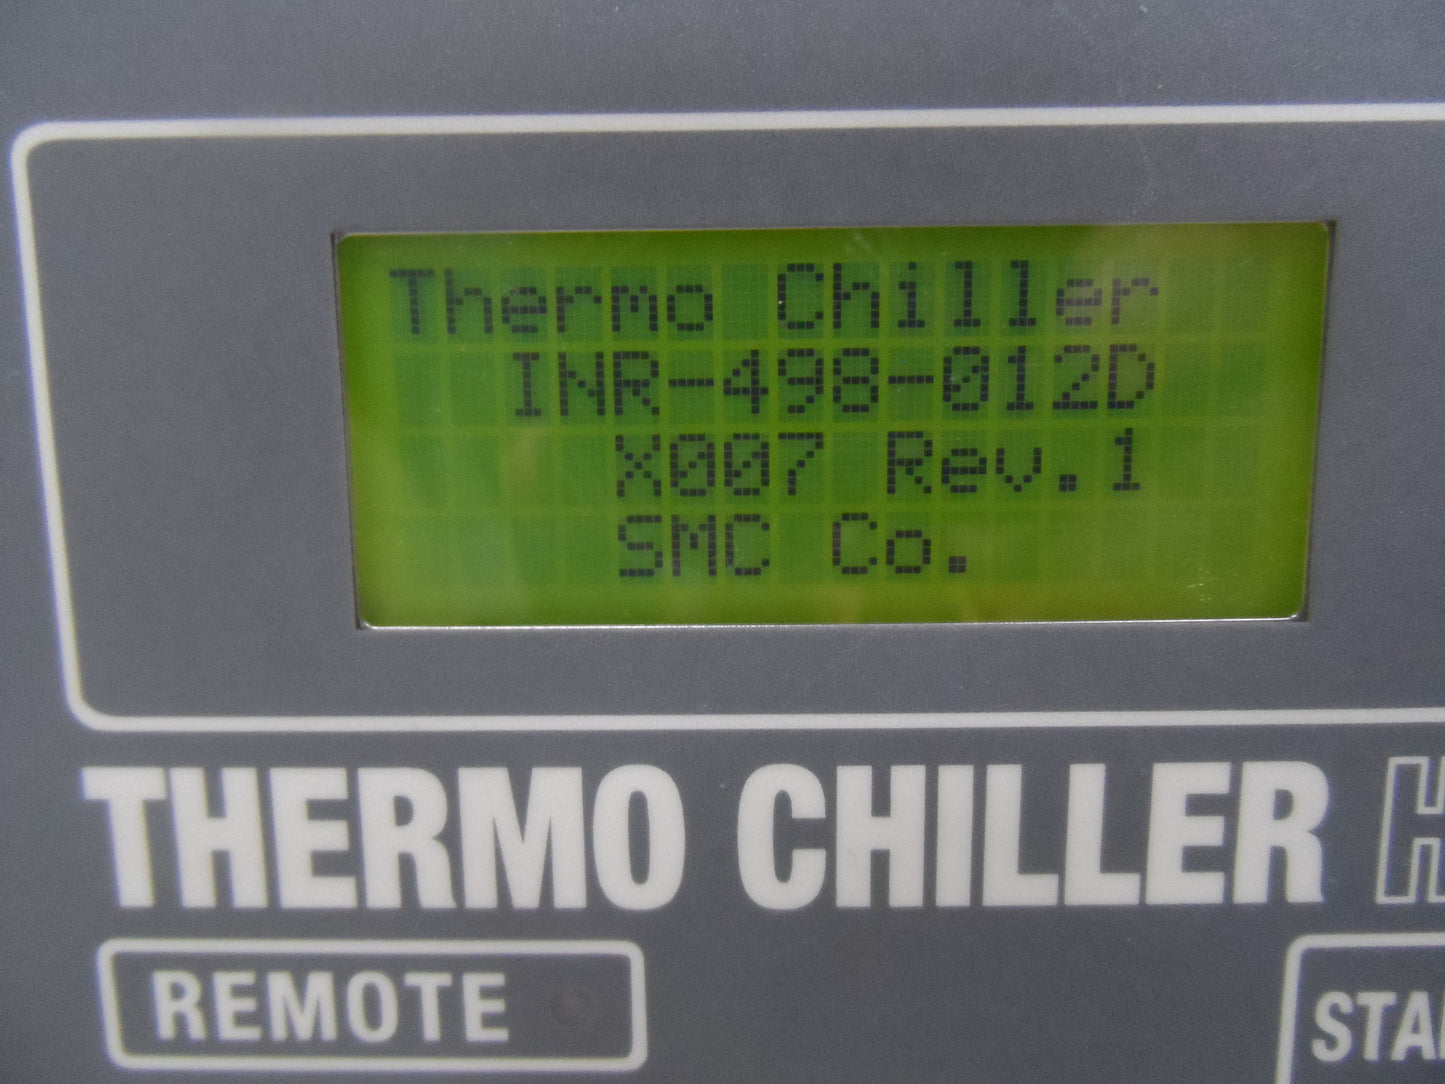 Thermo Chiller
INR-498-012D
X007 Rev.1
SMC Co.
THERMO CHILLER
REMOTE